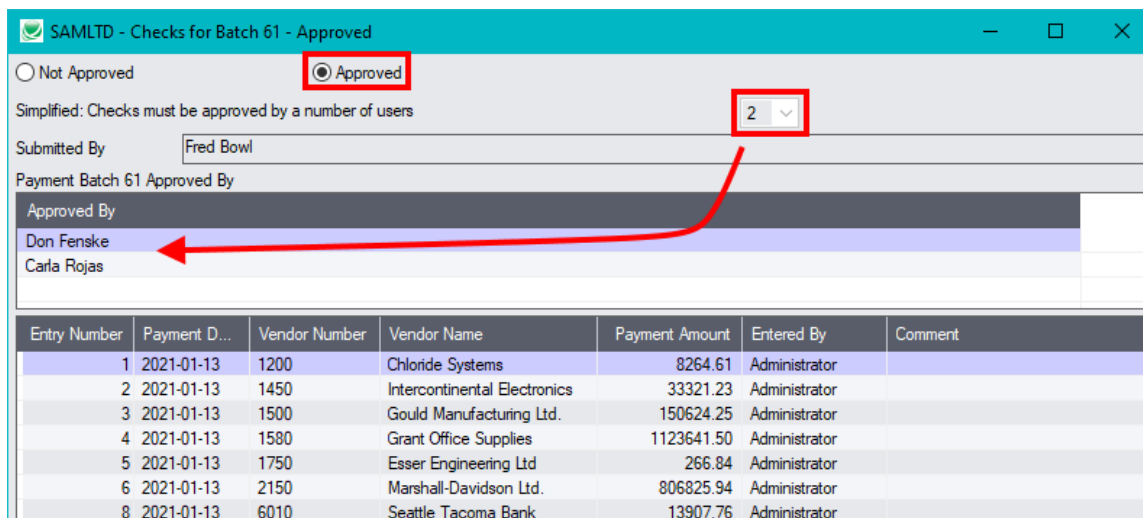 SAMLTD - Checks for Batch 61 - Approved
Not Approved Approved
Simplified: Checks must be approved by a number of users 2
Submitted By Fred Bowl
Payment Batch 61 Approved By
Approved By
Don Fenske
Carla Rojas
Entry Number Payment D... Vendor Number Vendor Name Payment Amount Entered By Comment
1 2021-01-13 1200 Chloride Systems 8264.61 Administrator
2 2021-01-13 1450 Intercontinental Electronics 33321.23 Administrator
3 2021-01-13 1500 Gould Manufacturing Ltd. 150624.25 Administrator
4 2021-01-13 1580 Grant Office Supplies 1123641.50 Administrator
5 2021-01-13 1750 Esser Engineering Ltd 266.84 Administrator
6 2021-01-13 2150 Marshall-Davidson Ltd. 806825.94 Administrator
8 2021-01-13 6010 Seattle Tacoma Bank 13907.76 Administrator